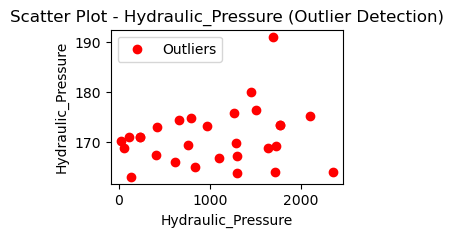 Scatter Plot - Hydraulic_Pressure (Outlier Detection)
Outliers
Hydraulic_Pressure
190
180
170
0
1000
2000
Hydraulic_Pressure